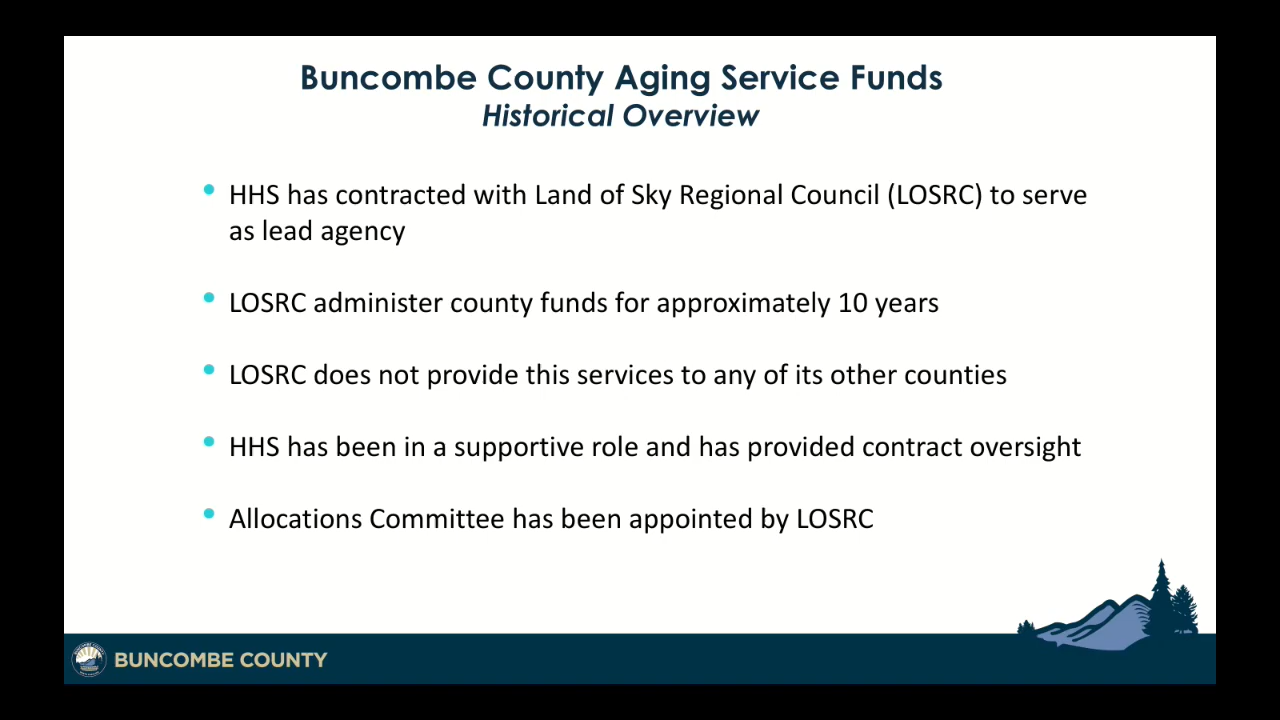 Buncombe County Aging Service Funds
Historical Overview
• HHS has contracted with Land of Sky Regional Council (LOSRC) to serve
as lead agency
• LOSRC administer county funds for approximately 10 years
• LOSRC does not provide this services to any of its other counties
• HHS has been in a supportive role and has provided contract oversight
• Allocations Committee has been appointed by LOSRC
BUNCOMBE COUNTY